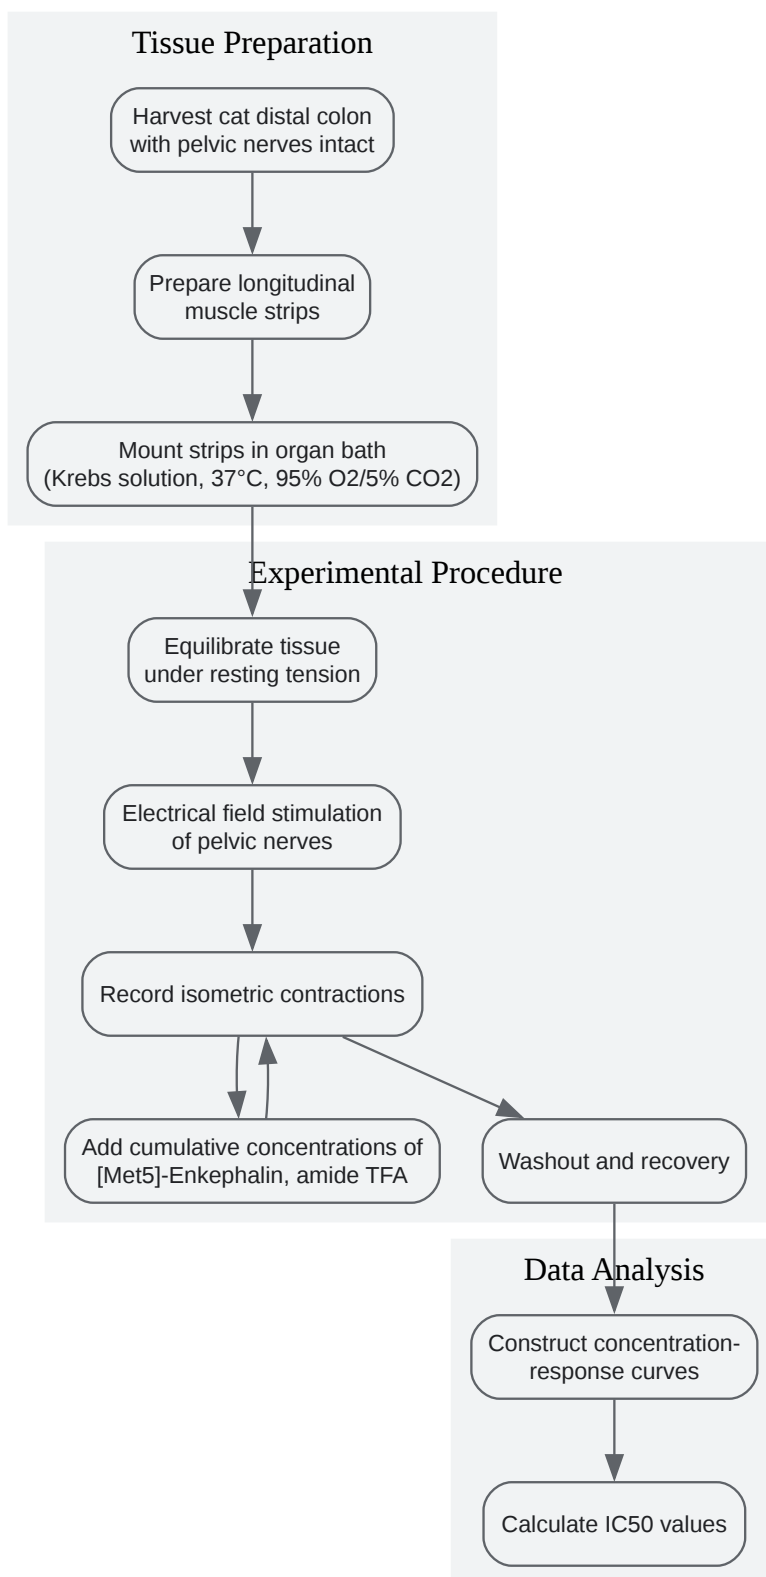 Tissue Preparation
Harvest cat distal colon
with pelvic nerves intact
Prepare longitudinal
muscle strips
Mount strips in organ bath
(Krebs solution, 37°C, 95% O2/5% CO2)
Experimental Procedure
Equilibrate tissue
under resting tension
Electrical field stimulation
of pelvic nerves
Record isometric contractions
Add cumulative concentrations of
[Met5]-Enkephalin, amide TFA
Washout and recovery
Data Analysis
Construct concentration-
response curves
Calculate IC50 values